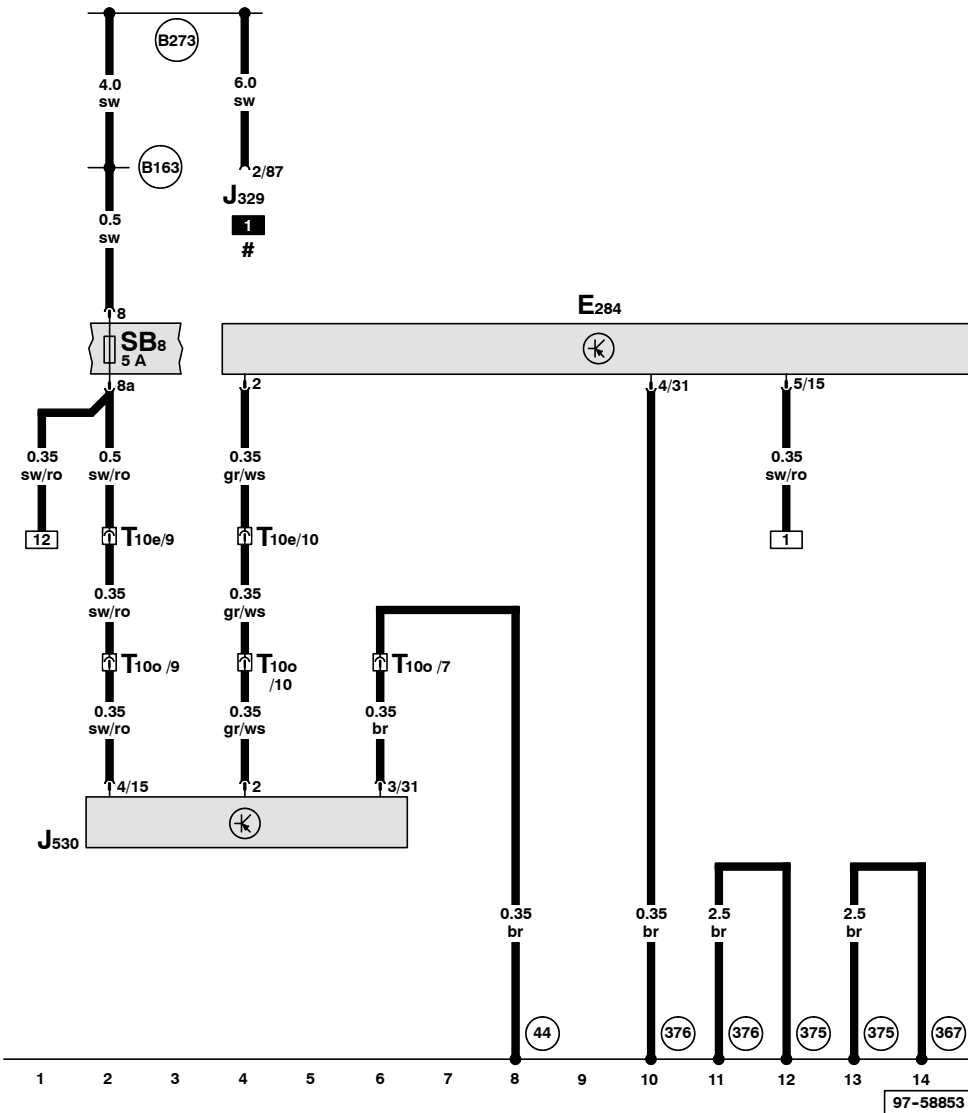 B273
4.0
sw
6.0
sw
B163
2/87
J329
1
#
0.5
sw
8
E284
SB8
5 A
8a
2
4/31
5/15
0.35
sw/ro
0.5
sw/ro
0.35
gr/ws
0.35
sw/ro
12
T10e/9
T10e/10
1
0.35
sw/ro
0.35
gr/ws
T10o /9
T10o
/10
T10o /7
0.35
sw/ro
0.35
gr/ws
0.35
br
4/15
2
3/31
J530
0.35
br
0.35
br
2.5
br
2.5
br
44
376
376
375
375
367
1 2 3 4 5 6 7 8 9 10 11 12 13 14
97-58853